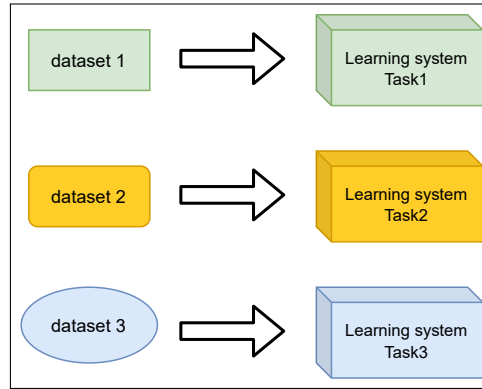 dataset 1
Learning system
Task1
dataset 2
Learning system
Task2
dataset 3
Learning system
Task3